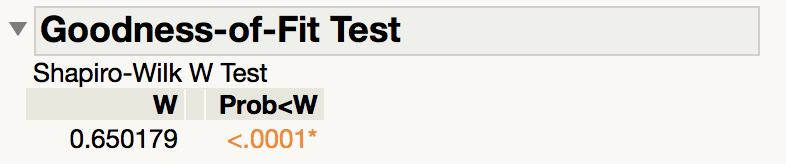 Goodness-of-Fit Test
Shapiro-Wilk W Test
W Prob<W
0.650179 <.0001*